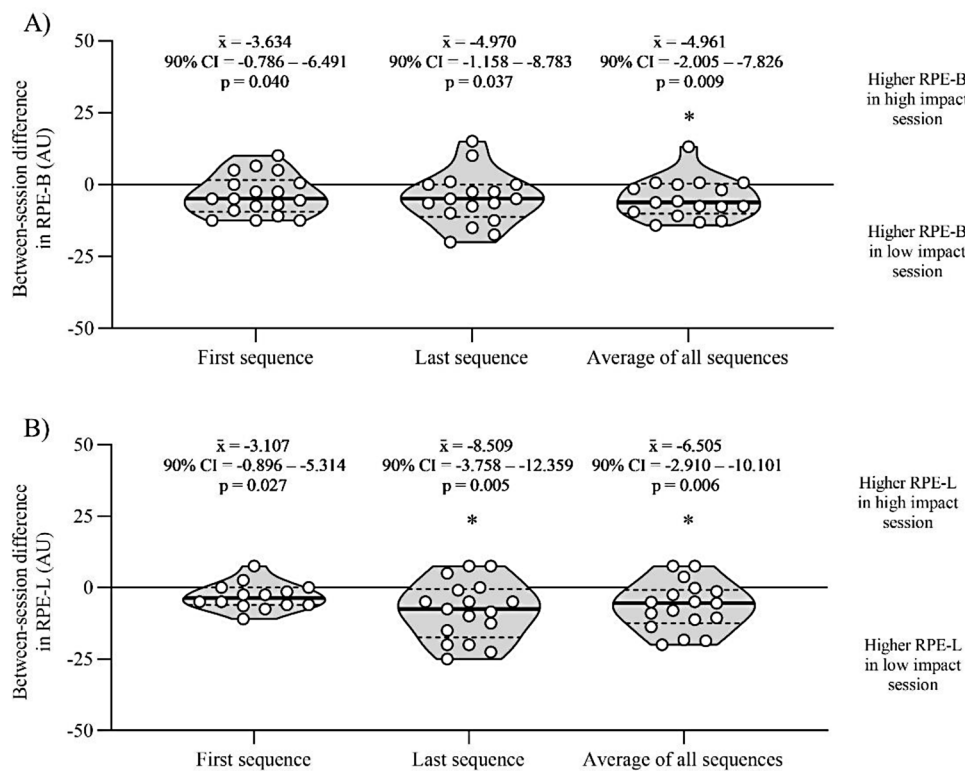 A)
x̄ = -3.634
90% CI = -0.786 – -6.491
p = 0.040
x̄ = -4.970
90% CI = -1.158 – -8.783
p = 0.037
x̄ = -4.961
90% CI = -2.005 – -7.826
p = 0.009
*
50
25
0
-25
-50
Between-session difference
in RPE-B (AU)
Higher RPE-B
in high impact
session
Higher RPE-B
in low impact
session
First sequence
Last sequence
Average of all sequences
B)
x̄ = -3.107
90% CI = -0.896 – -5.314
p = 0.027
x̄ = -8.509
90% CI = -3.758 – -12.359
p = 0.005
*
x̄ = -6.505
90% CI = -2.910 – -10.101
p = 0.006
*
50
25
0
-25
-50
Between-session difference
in RPE-L (AU)
Higher RPE-L
in high impact
session
Higher RPE-L
in low impact
session
First sequence
Last sequence
Average of all sequences